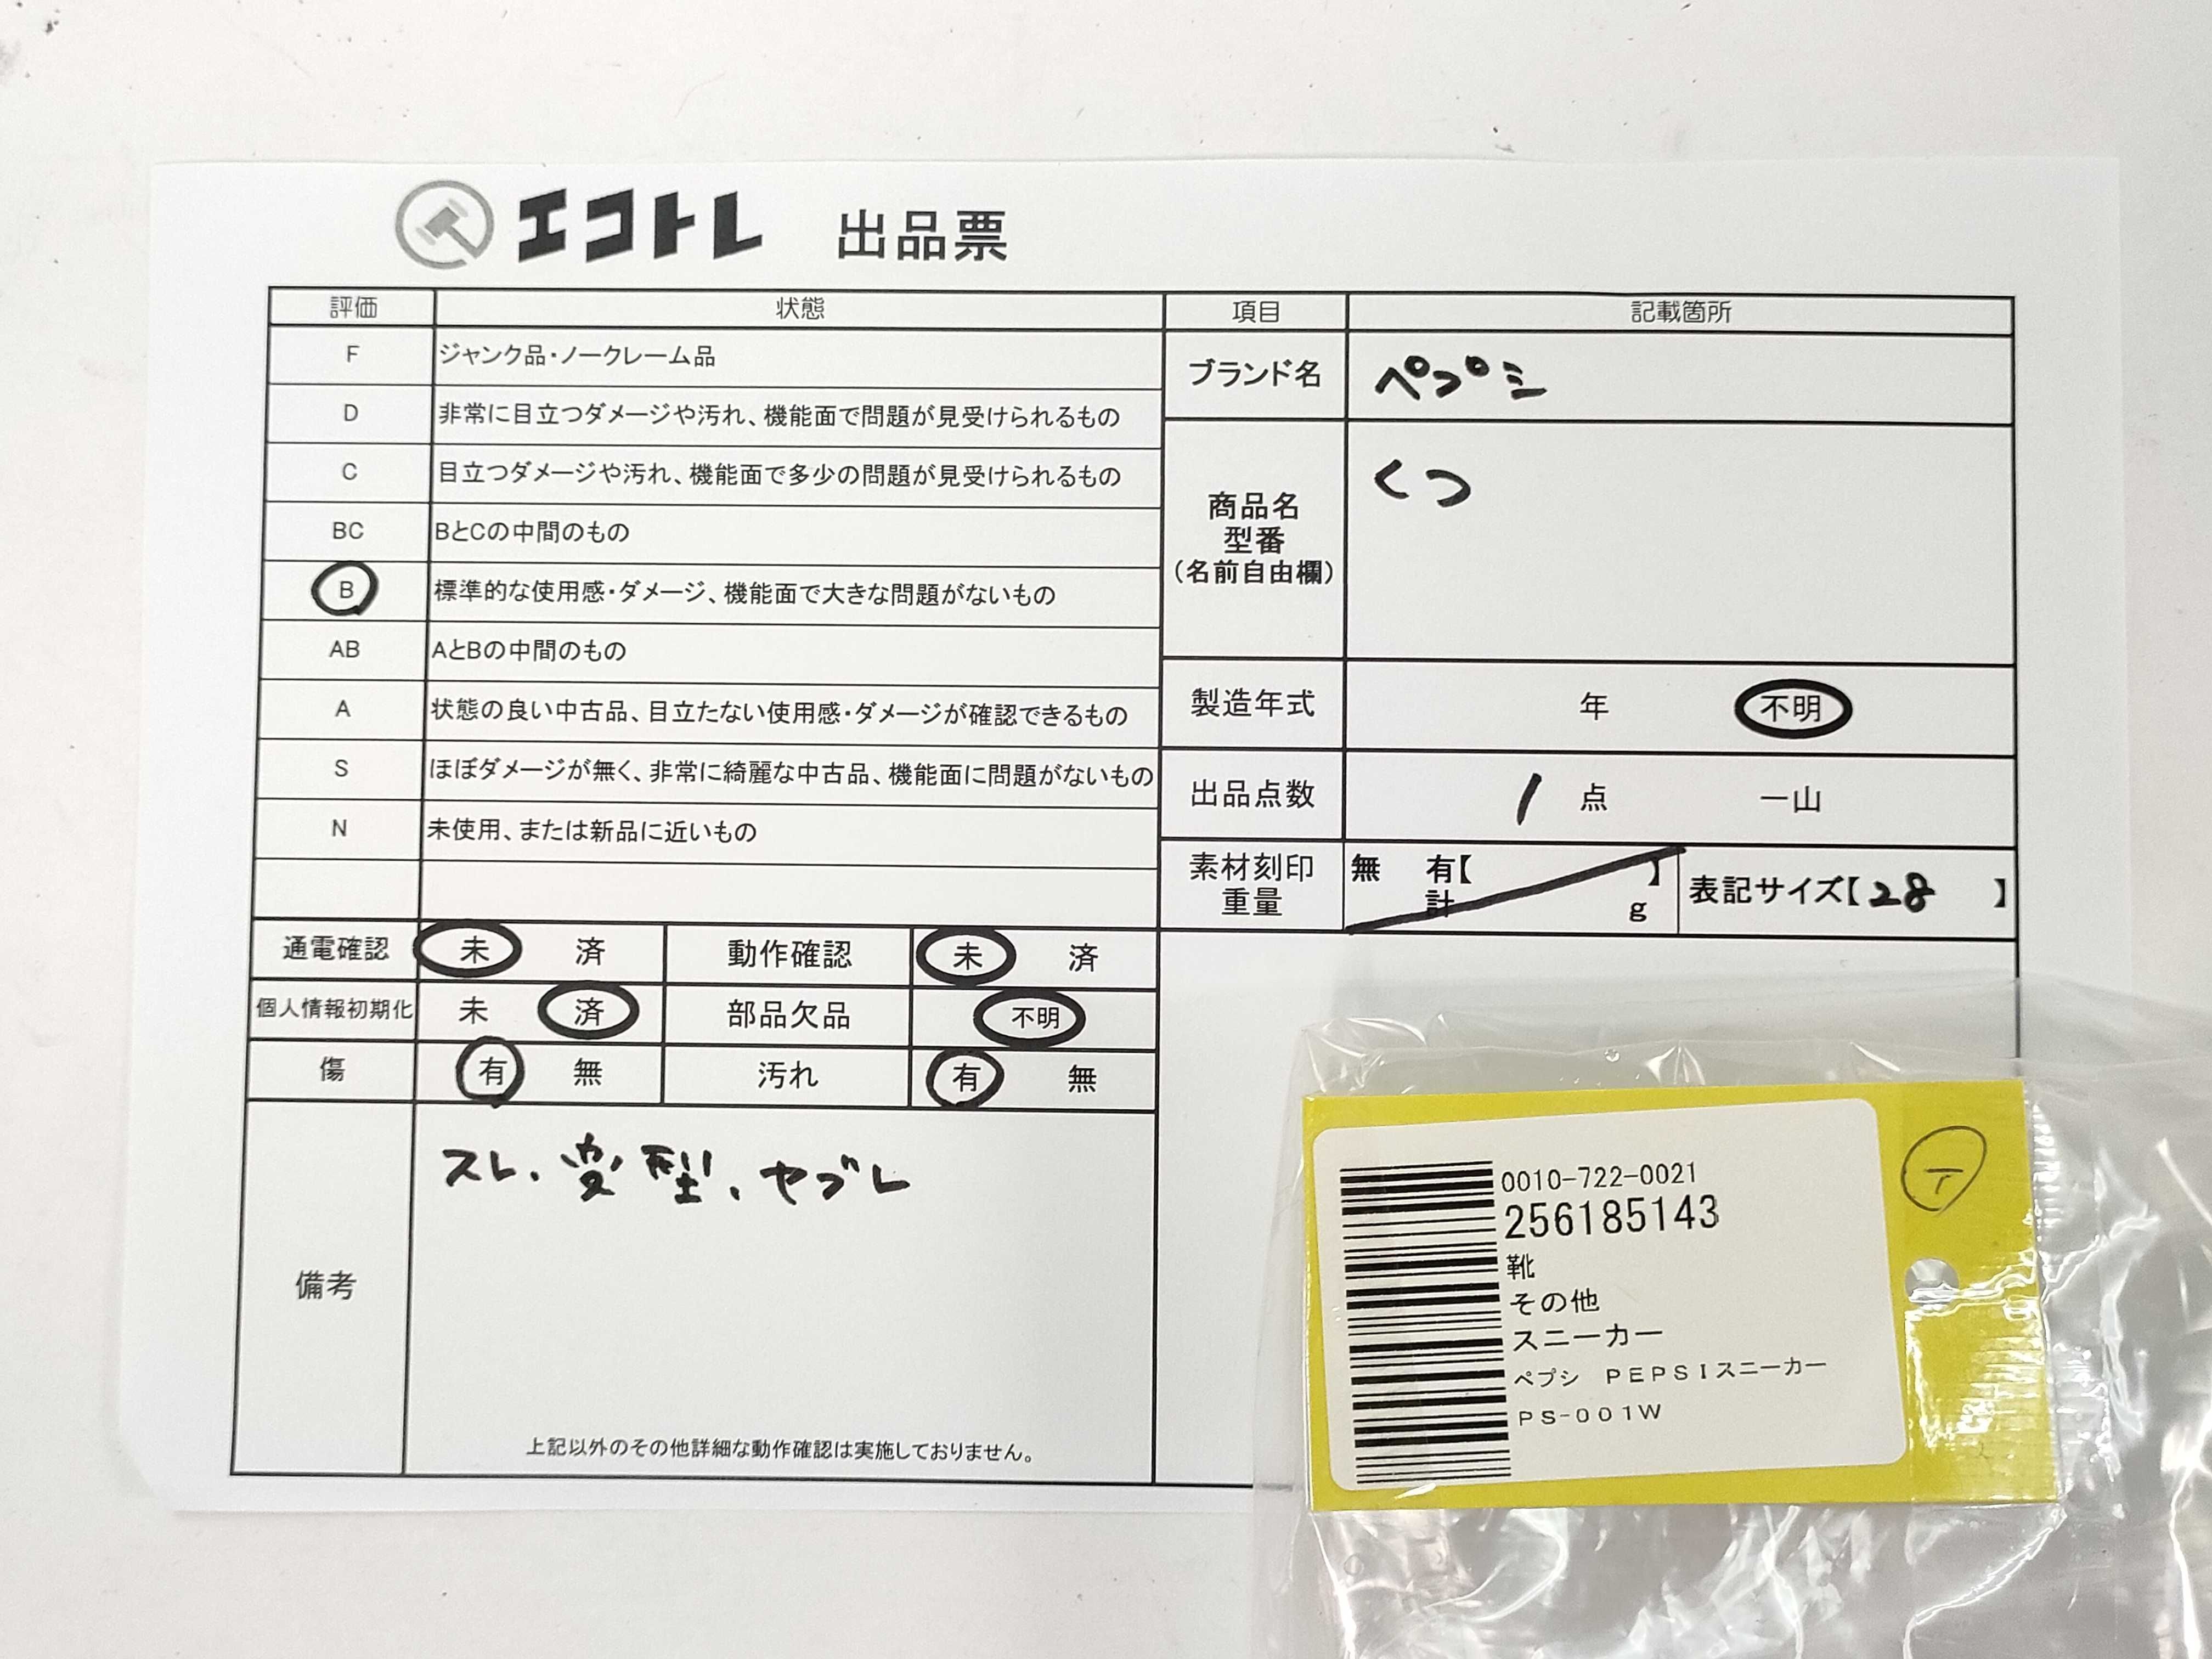 エコトレ 出品票
評価 状態
F ジャンク品・ノークレーム品
D 非常に目立つダメージや汚れ、機能面で問題が見受けられるもの
C 目立つダメージや汚れ、機能面で多少の問題が見受けられるもの
BC BとCの中間のもの
B 標準的な使用感・ダメージ、機能面で大きな問題がないもの
AB AとBの中間のもの
A 状態の良い中古品、目立たない使用感・ダメージが確認できるもの
S ほぼダメージが無く、非常に綺麗な中古品、機能面に問題がないもの
N 未使用、または新品に近いもの
通電確認 未 済 動作確認 未 済
個人情報初期化 未 済 部品欠品 不明
傷 有 無 汚れ 有 無
備考
スレ、変型、ヤブレ
上記以外のその他詳細な動作確認は実施しておりません。
項目 記載箇所
ブランド名 ペプシ
商品名
型番
（名前自由欄）
くつ
製造年式 年 不明
出品点数 1 点 一山
素材刻印
重量
無 有【 】
計 g
表記サイズ【28 】
0010-722-0021
256185143
靴
その他
スニーカー
ペプシ PEPSIスニーカー
PS-001W